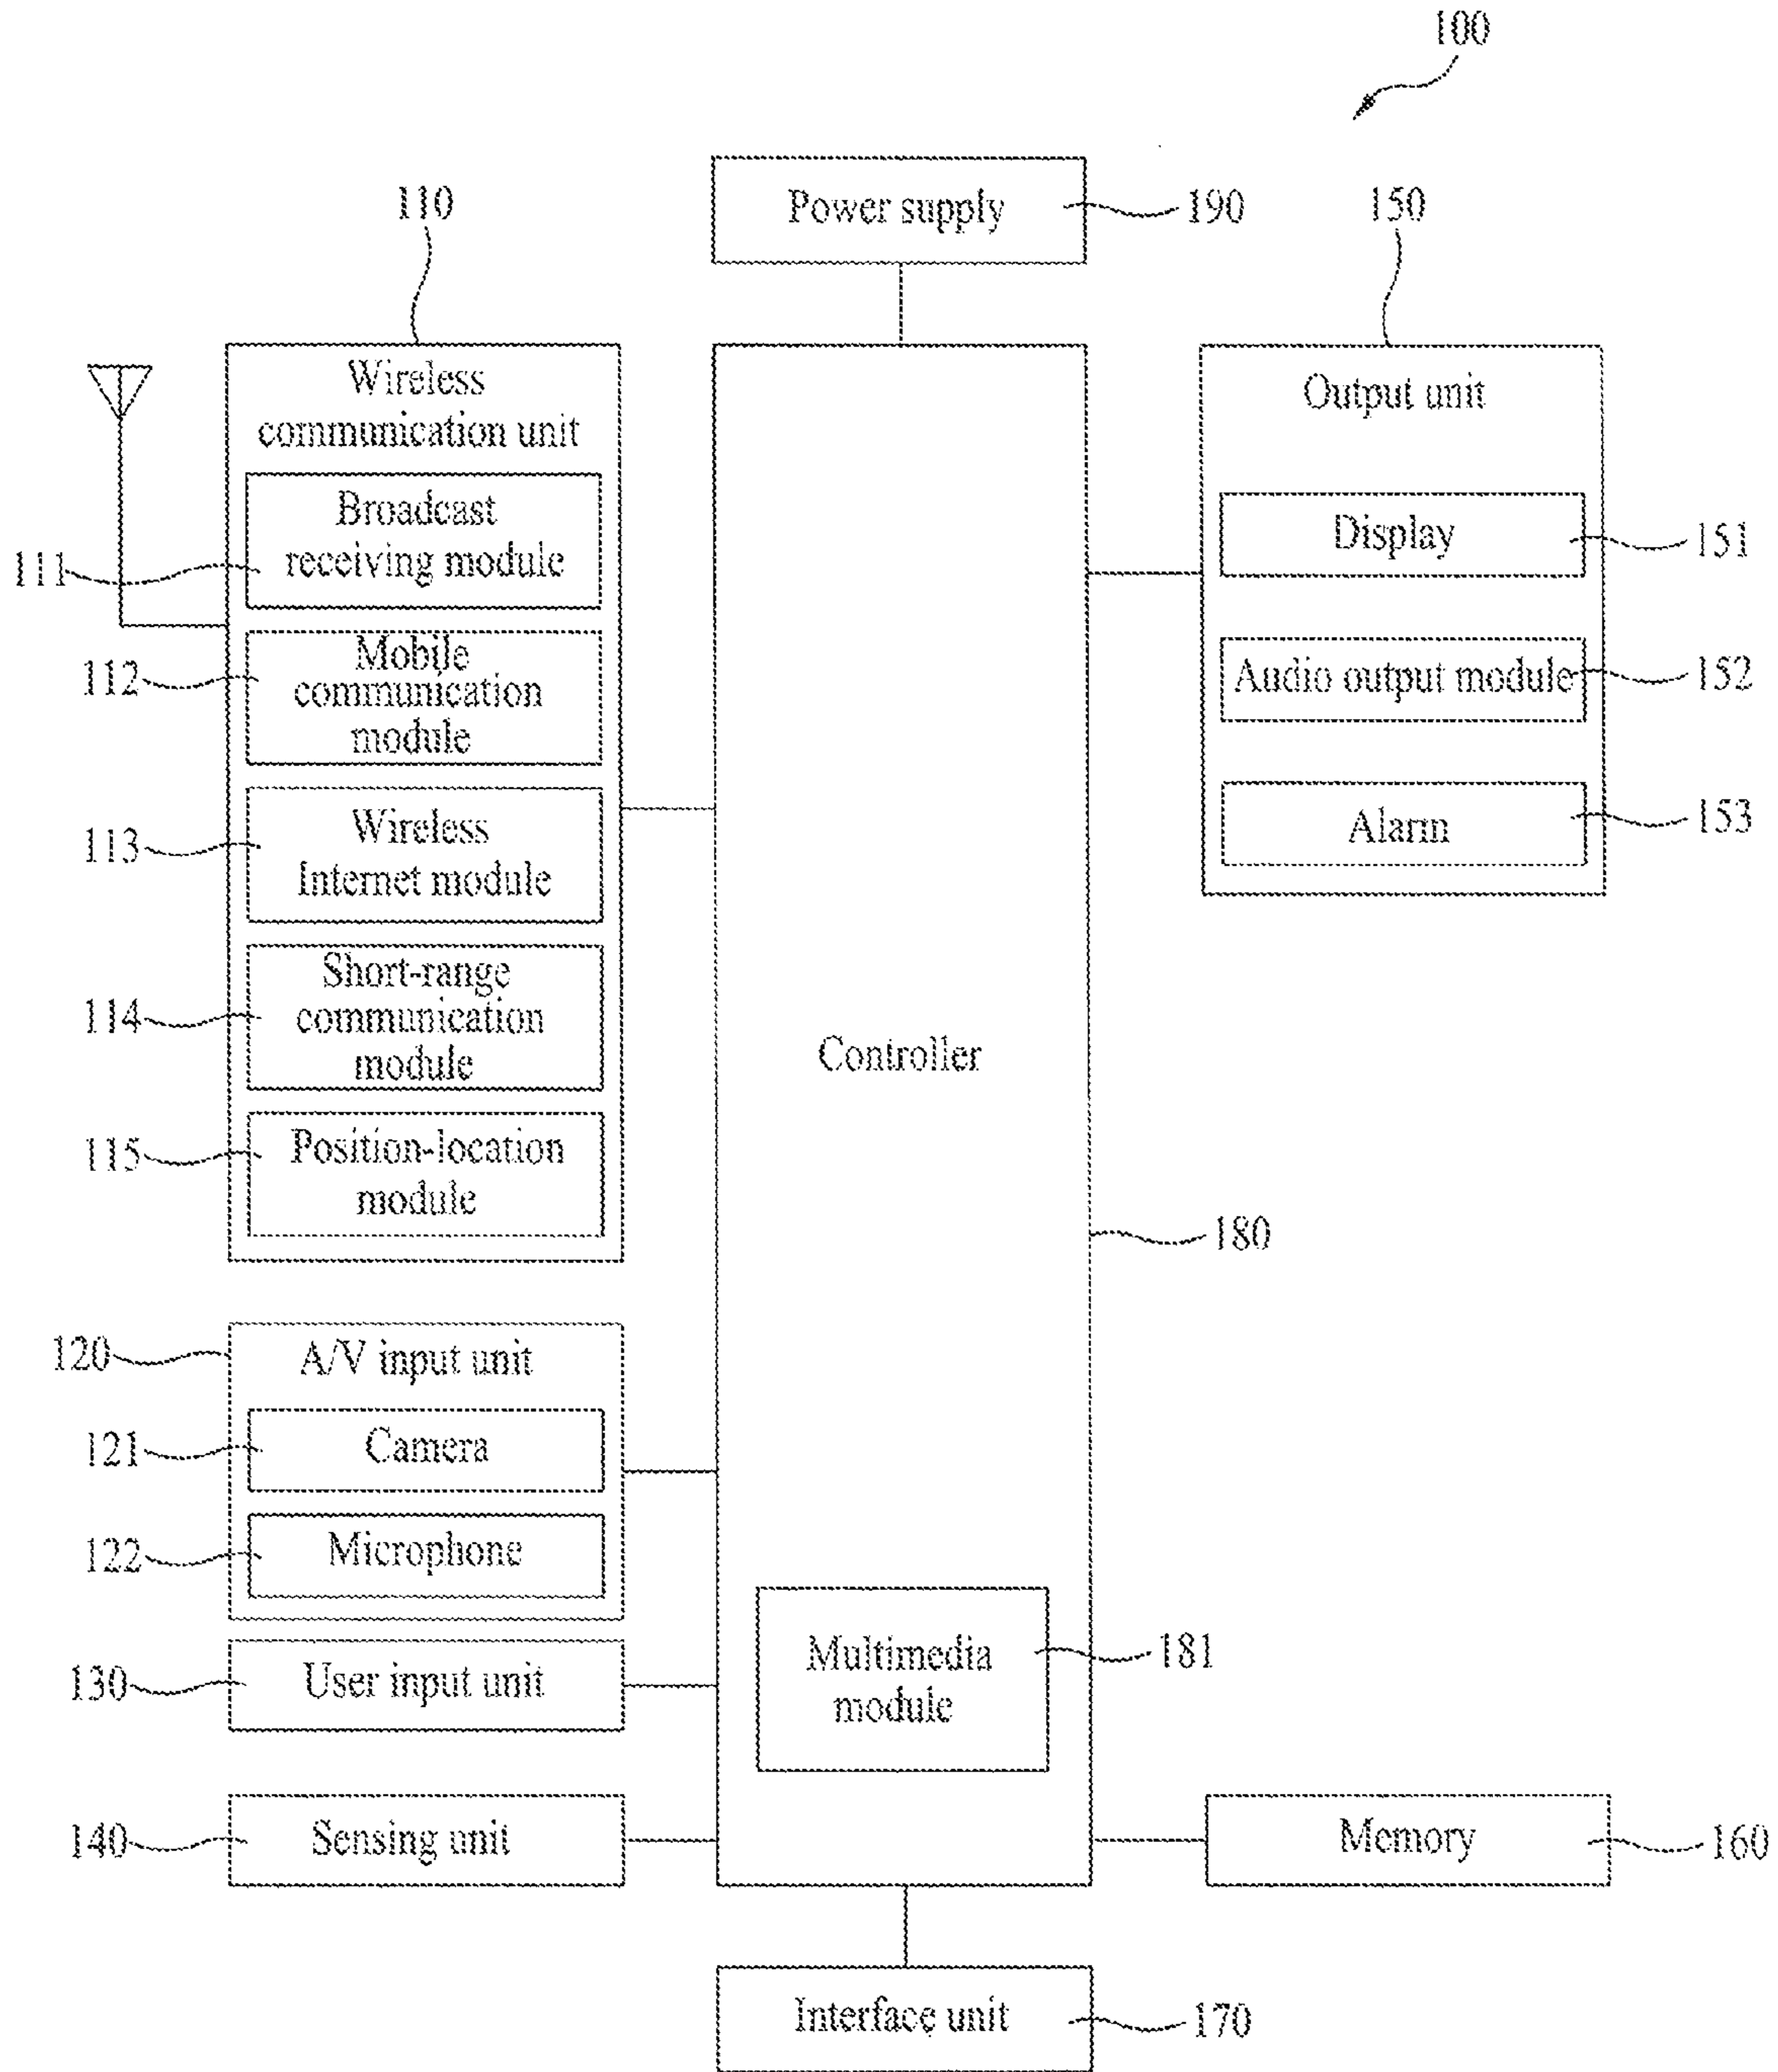 100
Power supply
190
110
150
Wireless
communication unit
Broadcast
receiving module
111
Mobile
communication
module
112
Wireless
Internet module
113
Short-range
communication
module
114
Position-location
module
115
Output unit
Display
151
Audio output module
152
Alarm
153
Controller
180
120
A/V input unit
121
Camera
122
Microphone
Multimedia
module
181
130
User input unit
140
Sensing unit
Memory
160
Interface unit
170